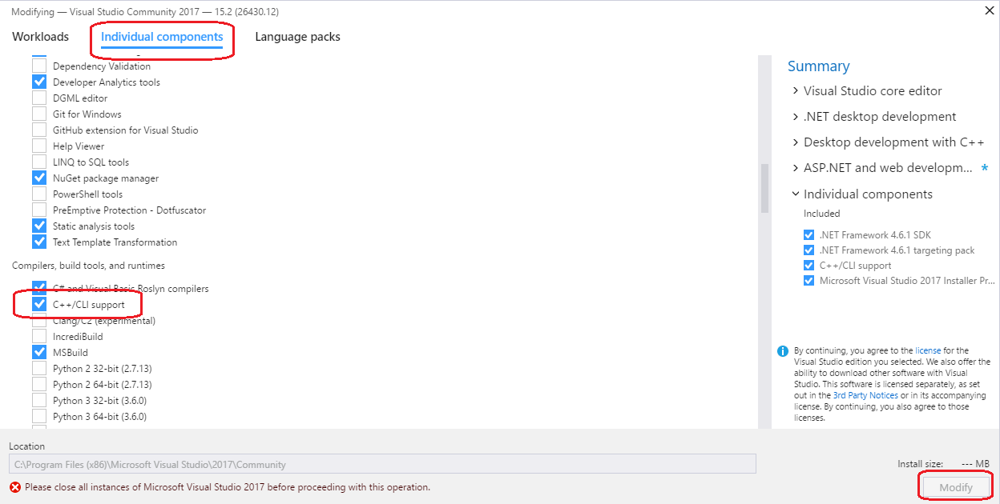 Modifying — Visual Studio Community 2017 — 15.2 (26430.12)
Workloads
Individual components
Language packs
Dependency Validation
Developer Analytics tools
DGML editor
Git for Windows
GitHub extension for Visual Studio
Help Viewer
LINQ to SQL tools
NuGet package manager
PowerShell tools
PreEmptive Protection - Dotfuscator
Static analysis tools
Text Template Transformation
Compilers, build tools, and runtimes
C# and Visual Basic Roslyn compilers
C++/CLI support
Clang/C2 (experimental)
IncrediBuild
MSBuild
Python 2 32-bit (2.7.13)
Python 2 64-bit (2.7.13)
Python 3 32-bit (3.6.0)
Python 3 64-bit (3.6.0)
Summary
Visual Studio core editor
.NET desktop development
Desktop development with C++
ASP.NET and web developm... *
Individual components
Included
.NET Framework 4.6.1 SDK
.NET Framework 4.6.1 targeting pack
C++/CLI support
Microsoft Visual Studio 2017 Installer Pr...
By continuing, you agree to the license for the
Visual Studio edition you selected. We also offer the
ability to download other software with Visual
Studio. This software is licensed separately, as set
out in the 3rd Party Notices or in its accompanying
license. By continuing, you also agree to those
licenses.
Location
C:\Program Files (x86)\Microsoft Visual Studio\2017\Community
Install size: --- MB
Please close all instances of Microsoft Visual Studio 2017 before proceeding with this operation.
Modify